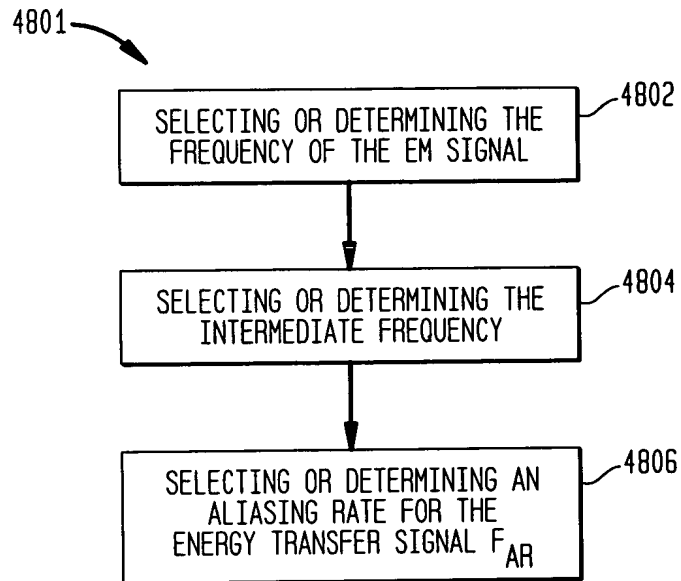 4801
4802
SELECTING OR DETERMINING THE
FREQUENCY OF THE EM SIGNAL
4804
SELECTING OR DETERMINING THE
INTERMEDIATE FREQUENCY
4806
SELECTING OR DETERMINING AN
ALIASING RATE FOR THE
ENERGY TRANSFER SIGNAL FAR